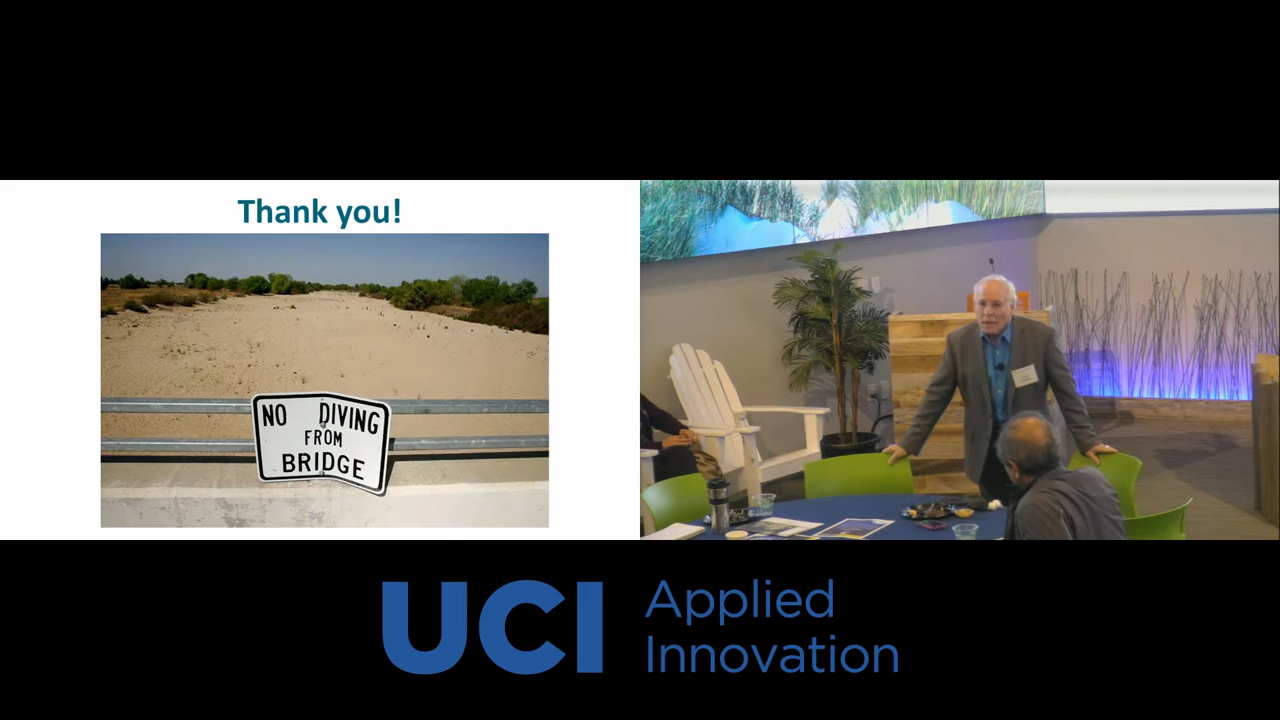 Thank you!
NO DIVING
FROM
BRIDGE
UCI
Applied
Innovation